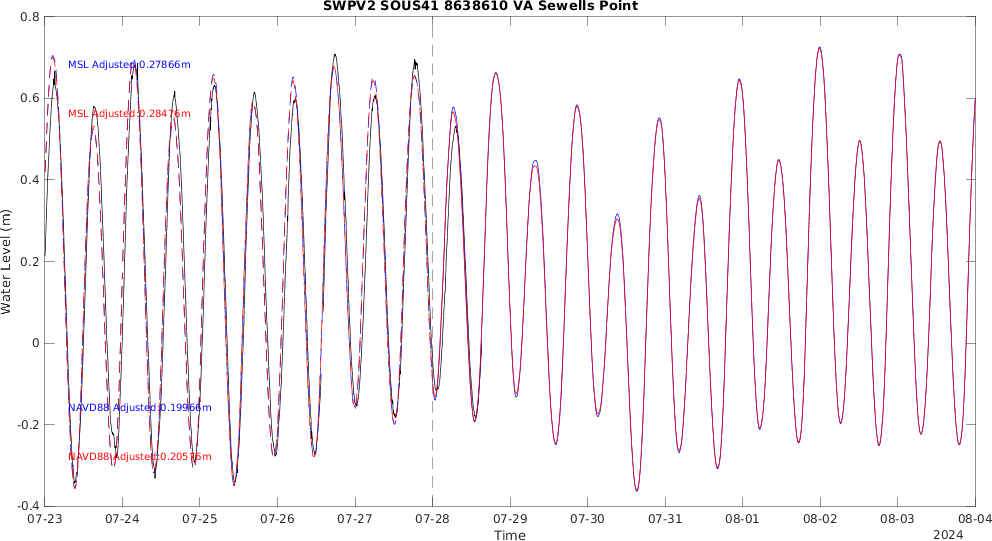 SWPV2 SOUS41 8638610 VA Sewells Point
0.8
0.6
0.4
0.2
0
-0.2
-0.4
Water Level (m)
MSL Adjusted:0.27866m
MSL Adjusted:0.28476m
NAVD88 Adjusted:0.19966m
NAVD88 Adjusted:0.20576m
07-23 07-24 07-25 07-26 07-27 07-28 07-29 07-30 07-31 08-01 08-02 08-03 08-04
Time
2024